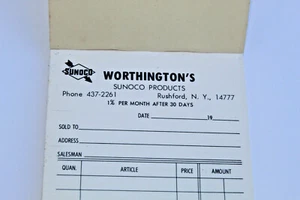 SUNOCO WORTHINGTON'S
SUNOCO PRODUCTS
Phone 437-2261 Rushford, N. Y., 14777
1% PER MONTH AFTER 30 DAYS
DATE 19
SOLD TO
ADDRESS
SALESMAN
QUAN. ARTICLE PRICE AMOUNT